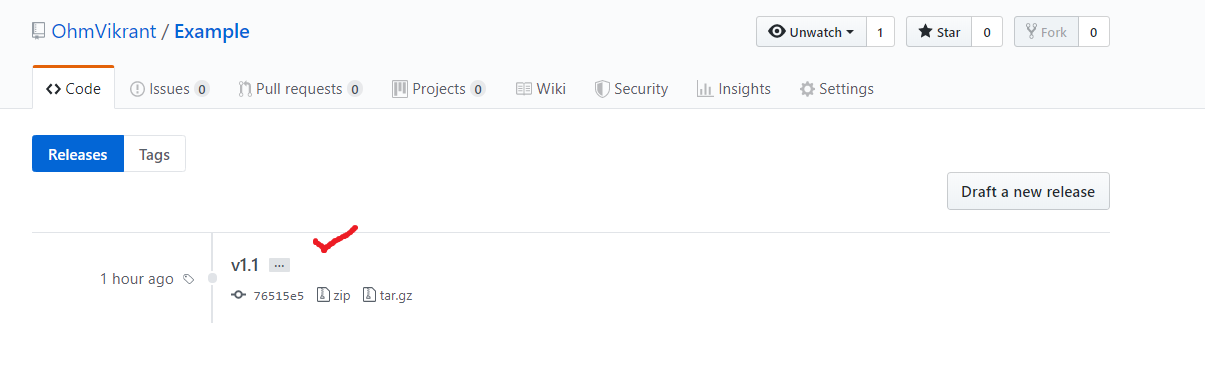 OhmVikrant / Example
Unwatch 1 Star 0 Fork 0
Code Issues 0 Pull requests 0 Projects 0 Wiki Security Insights Settings
Releases Tags
Draft a new release
v1.1 ...
1 hour ago
76515e5 zip tar.gz